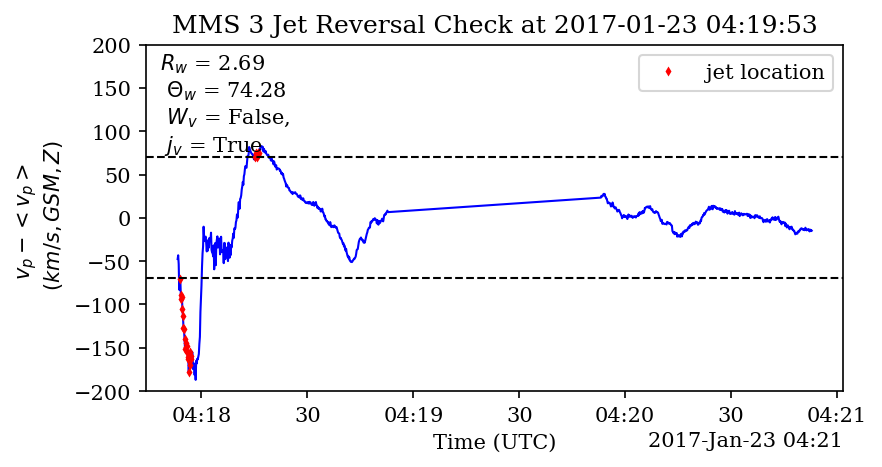 MMS 3 Jet Reversal Check at 2017-01-23 04:19:53
R_w = 2.69
Θ_w = 74.28
W_v = False,
j_v = True
jet location
v_p − < v_p >
(km/s, GSM, Z)
200
150
100
50
0
−50
−100
−150
−200
04:18
30
04:19
30
04:20
30
04:21
Time (UTC)
2017-Jan-23 04:21